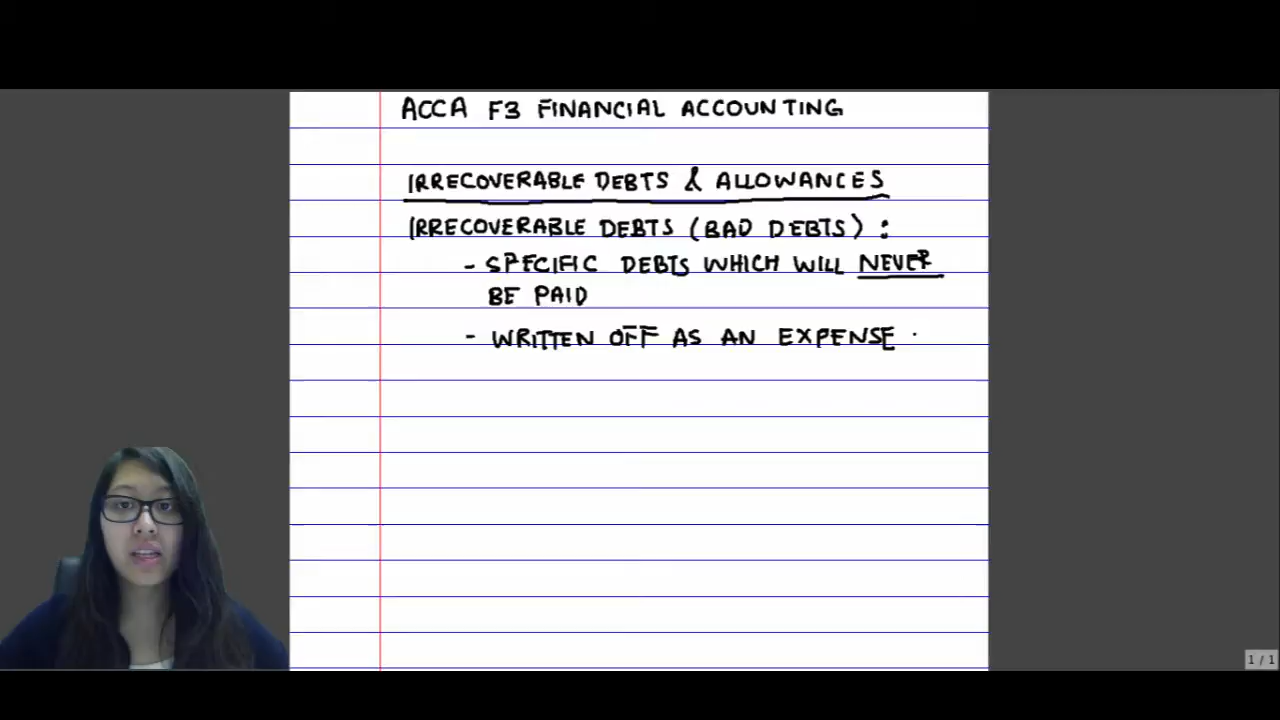 ACCA F3 FINANCIAL ACCOUNTING
IRRECOVERABLE DEBTS & ALLOWANCES
IRRECOVERABLE DEBTS (BAD DEBTS) :
- SPECIFIC DEBTS WHICH WILL NEVER
BE PAID
- WRITTEN OFF AS AN EXPENSE
1 / 1